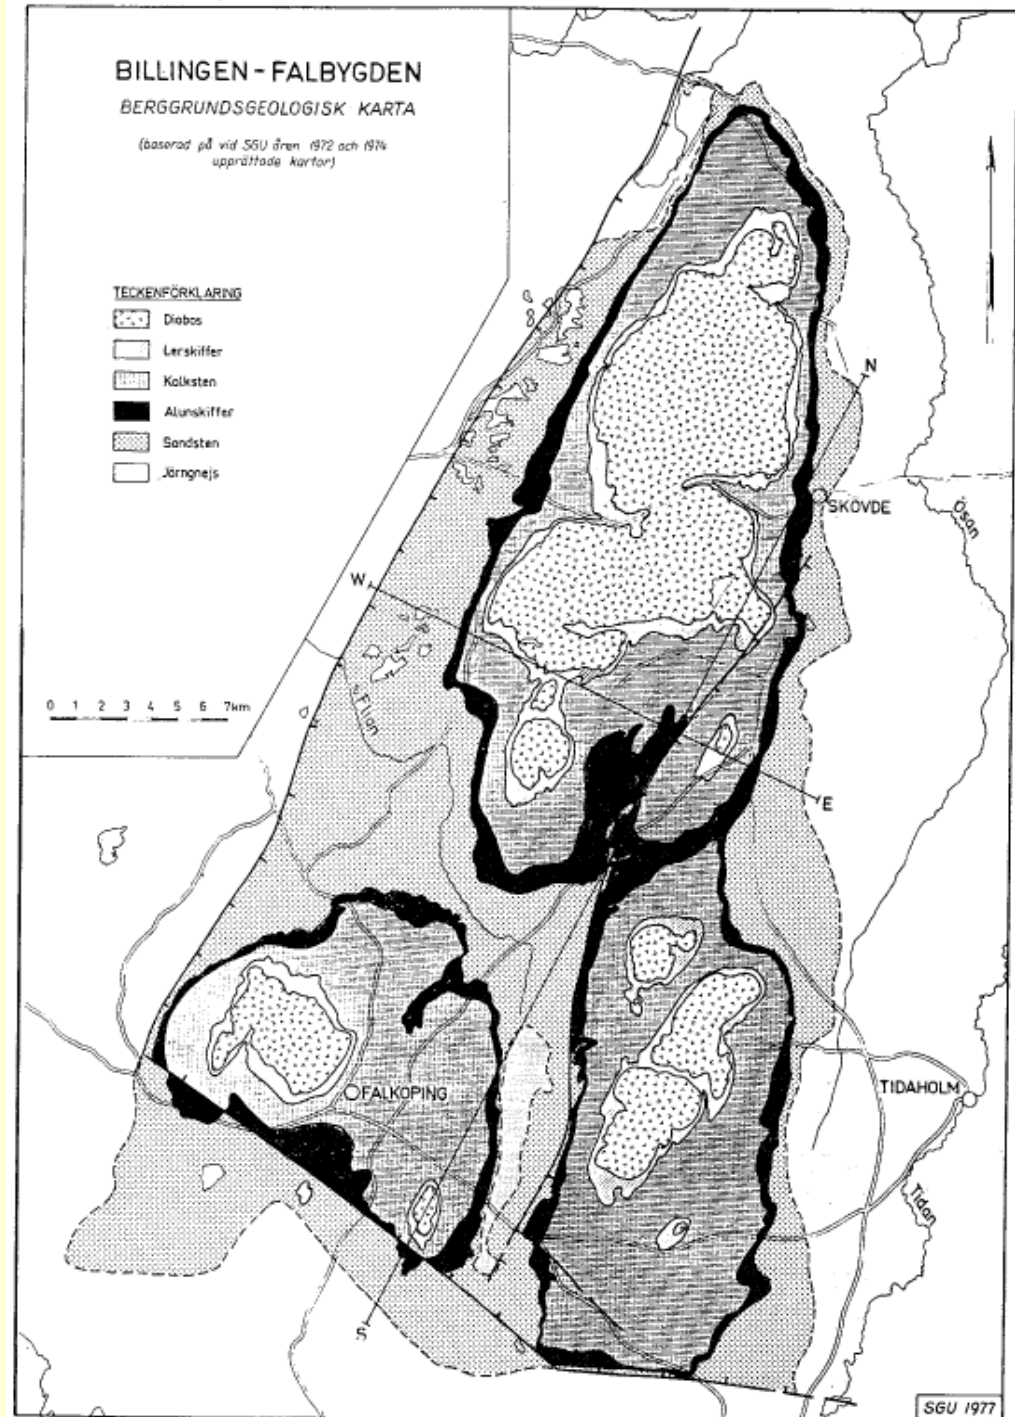 BILLINGEN - FALBYGDEN
BERGGRUNDSGEOLOGISK KARTA
(baserad på vid SGU åren 1972 och 1974
upprättade kartor)
TECKENFÖRKLARING
Diabas
Lerskiffer
Kalksten
Alunskiffer
Sandsten
Järngnejs
N
SKÖVDE
Ösan
W
0 1 2 3 4 5 6 7km
Flian
E
FALKÖPING
TIDAHOLM
Tidan
S
SGU 1977